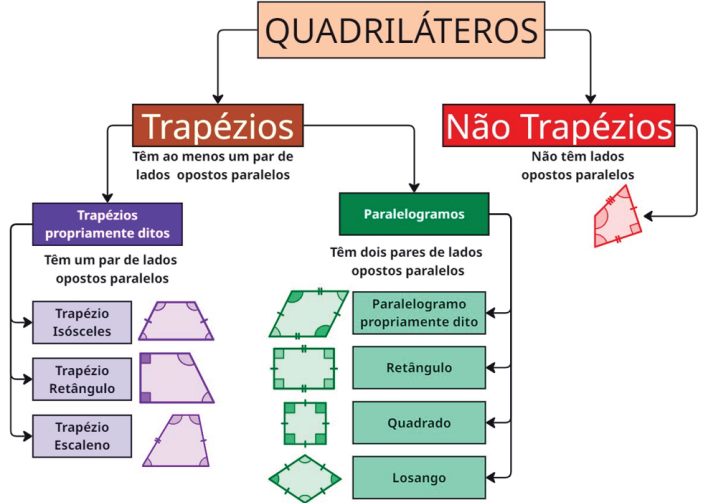 QUADRILÁTEROS
Trapézios
Têm ao menos um par de
lados opostos paralelos
Não Trapézios
Não têm lados
opostos paralelos
Trapézios
propriamente ditos
Têm um par de lados
opostos paralelos
Trapézio
Isósceles
Trapézio
Retângulo
Trapézio
Escaleno
Paralelogramos
Têm dois pares de lados
opostos paralelos
Paralelogramo
propriamente dito
Retângulo
Quadrado
Losango